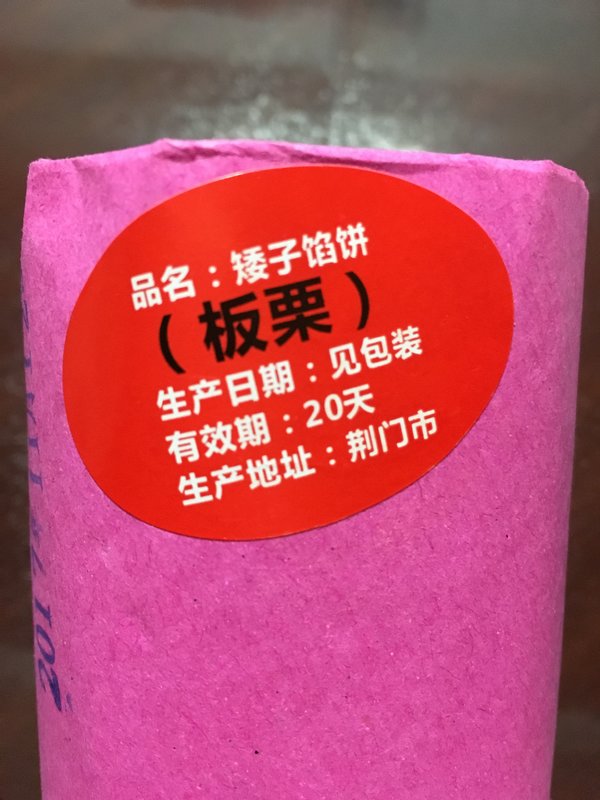 品名：矮子馅饼
（板栗）
生产日期：见包装
有效期：20天
生产地址：荆门市